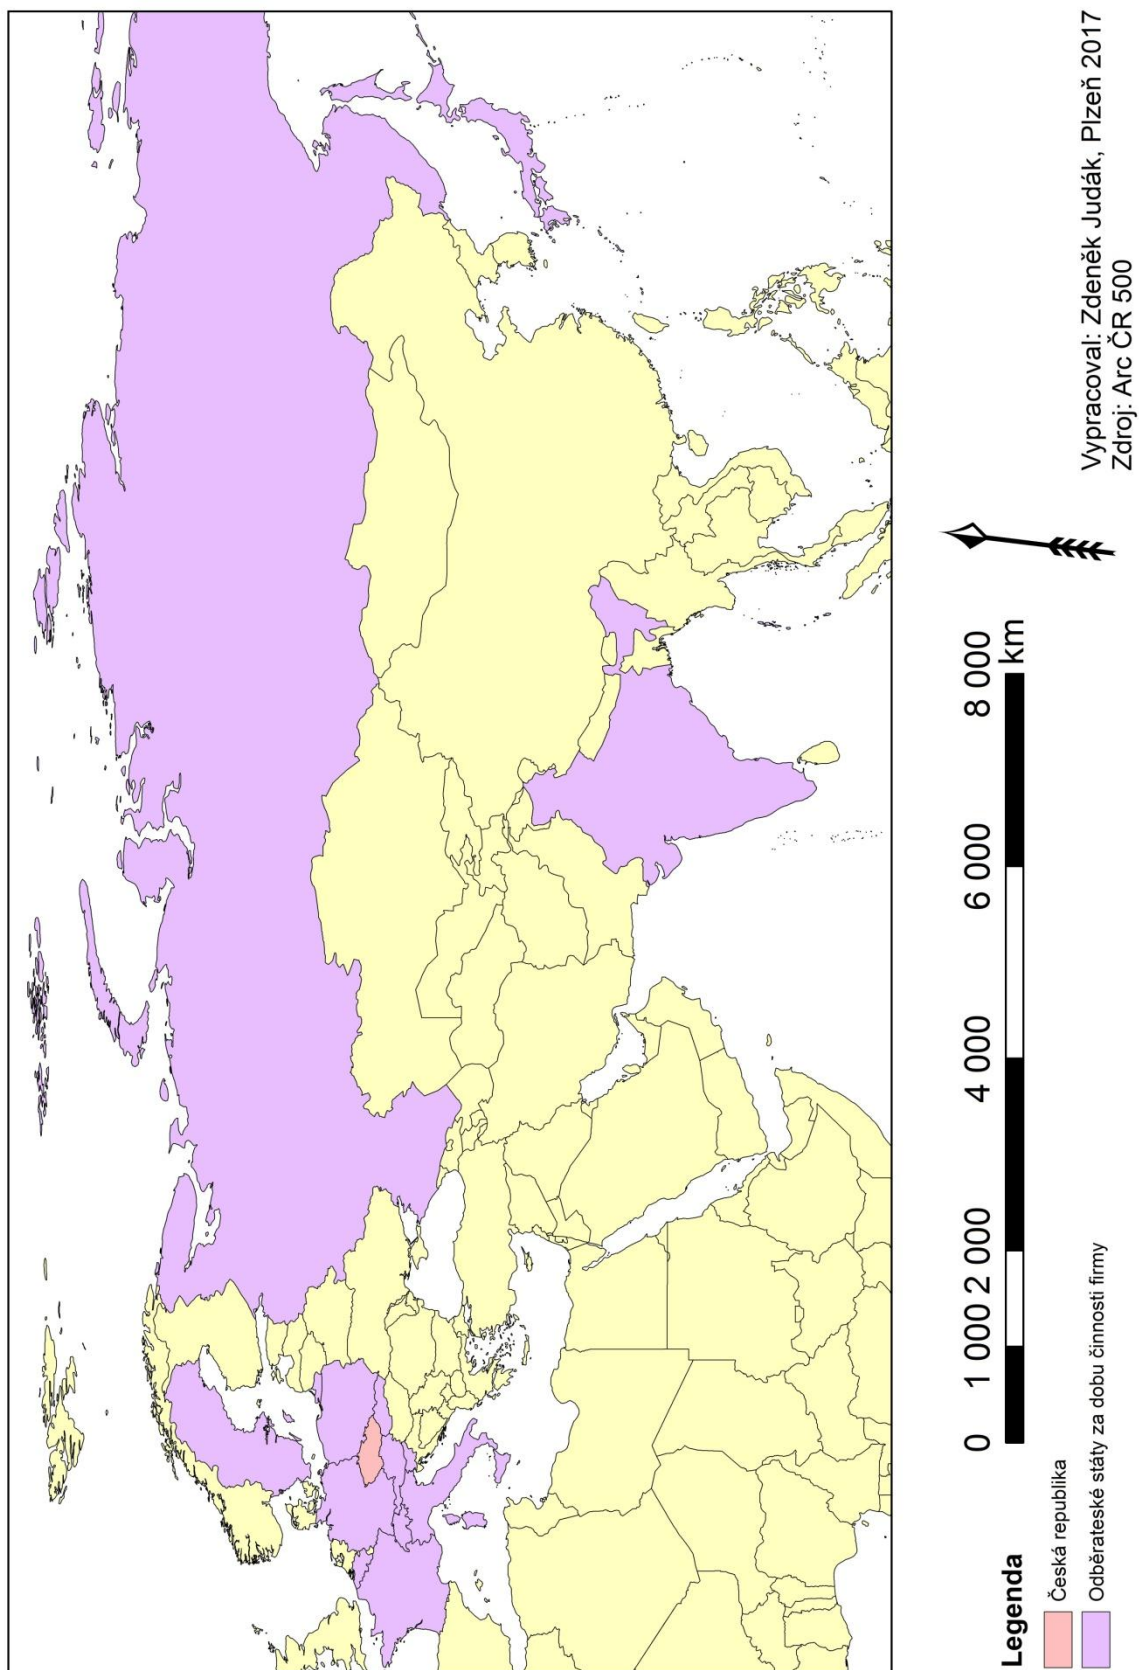 Legenda
Česká republika
Odběrateské státy za dobu činnosti firmy
0 1 000 2 000 4 000 6 000 8 000
km
Vypracoval: Zdeněk Judák, Plzeň 2017
Zdroj: Arc ČR 500